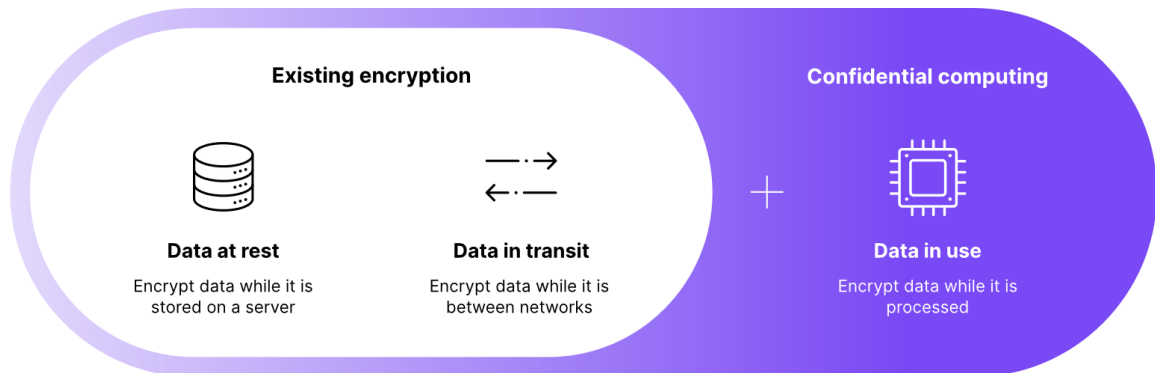 Existing encryption
Confidential computing
Data at rest
Data in transit
Data in use
Encrypt data while it is
stored on a server
Encrypt data while it is
between networks
Encrypt data while it is
processed